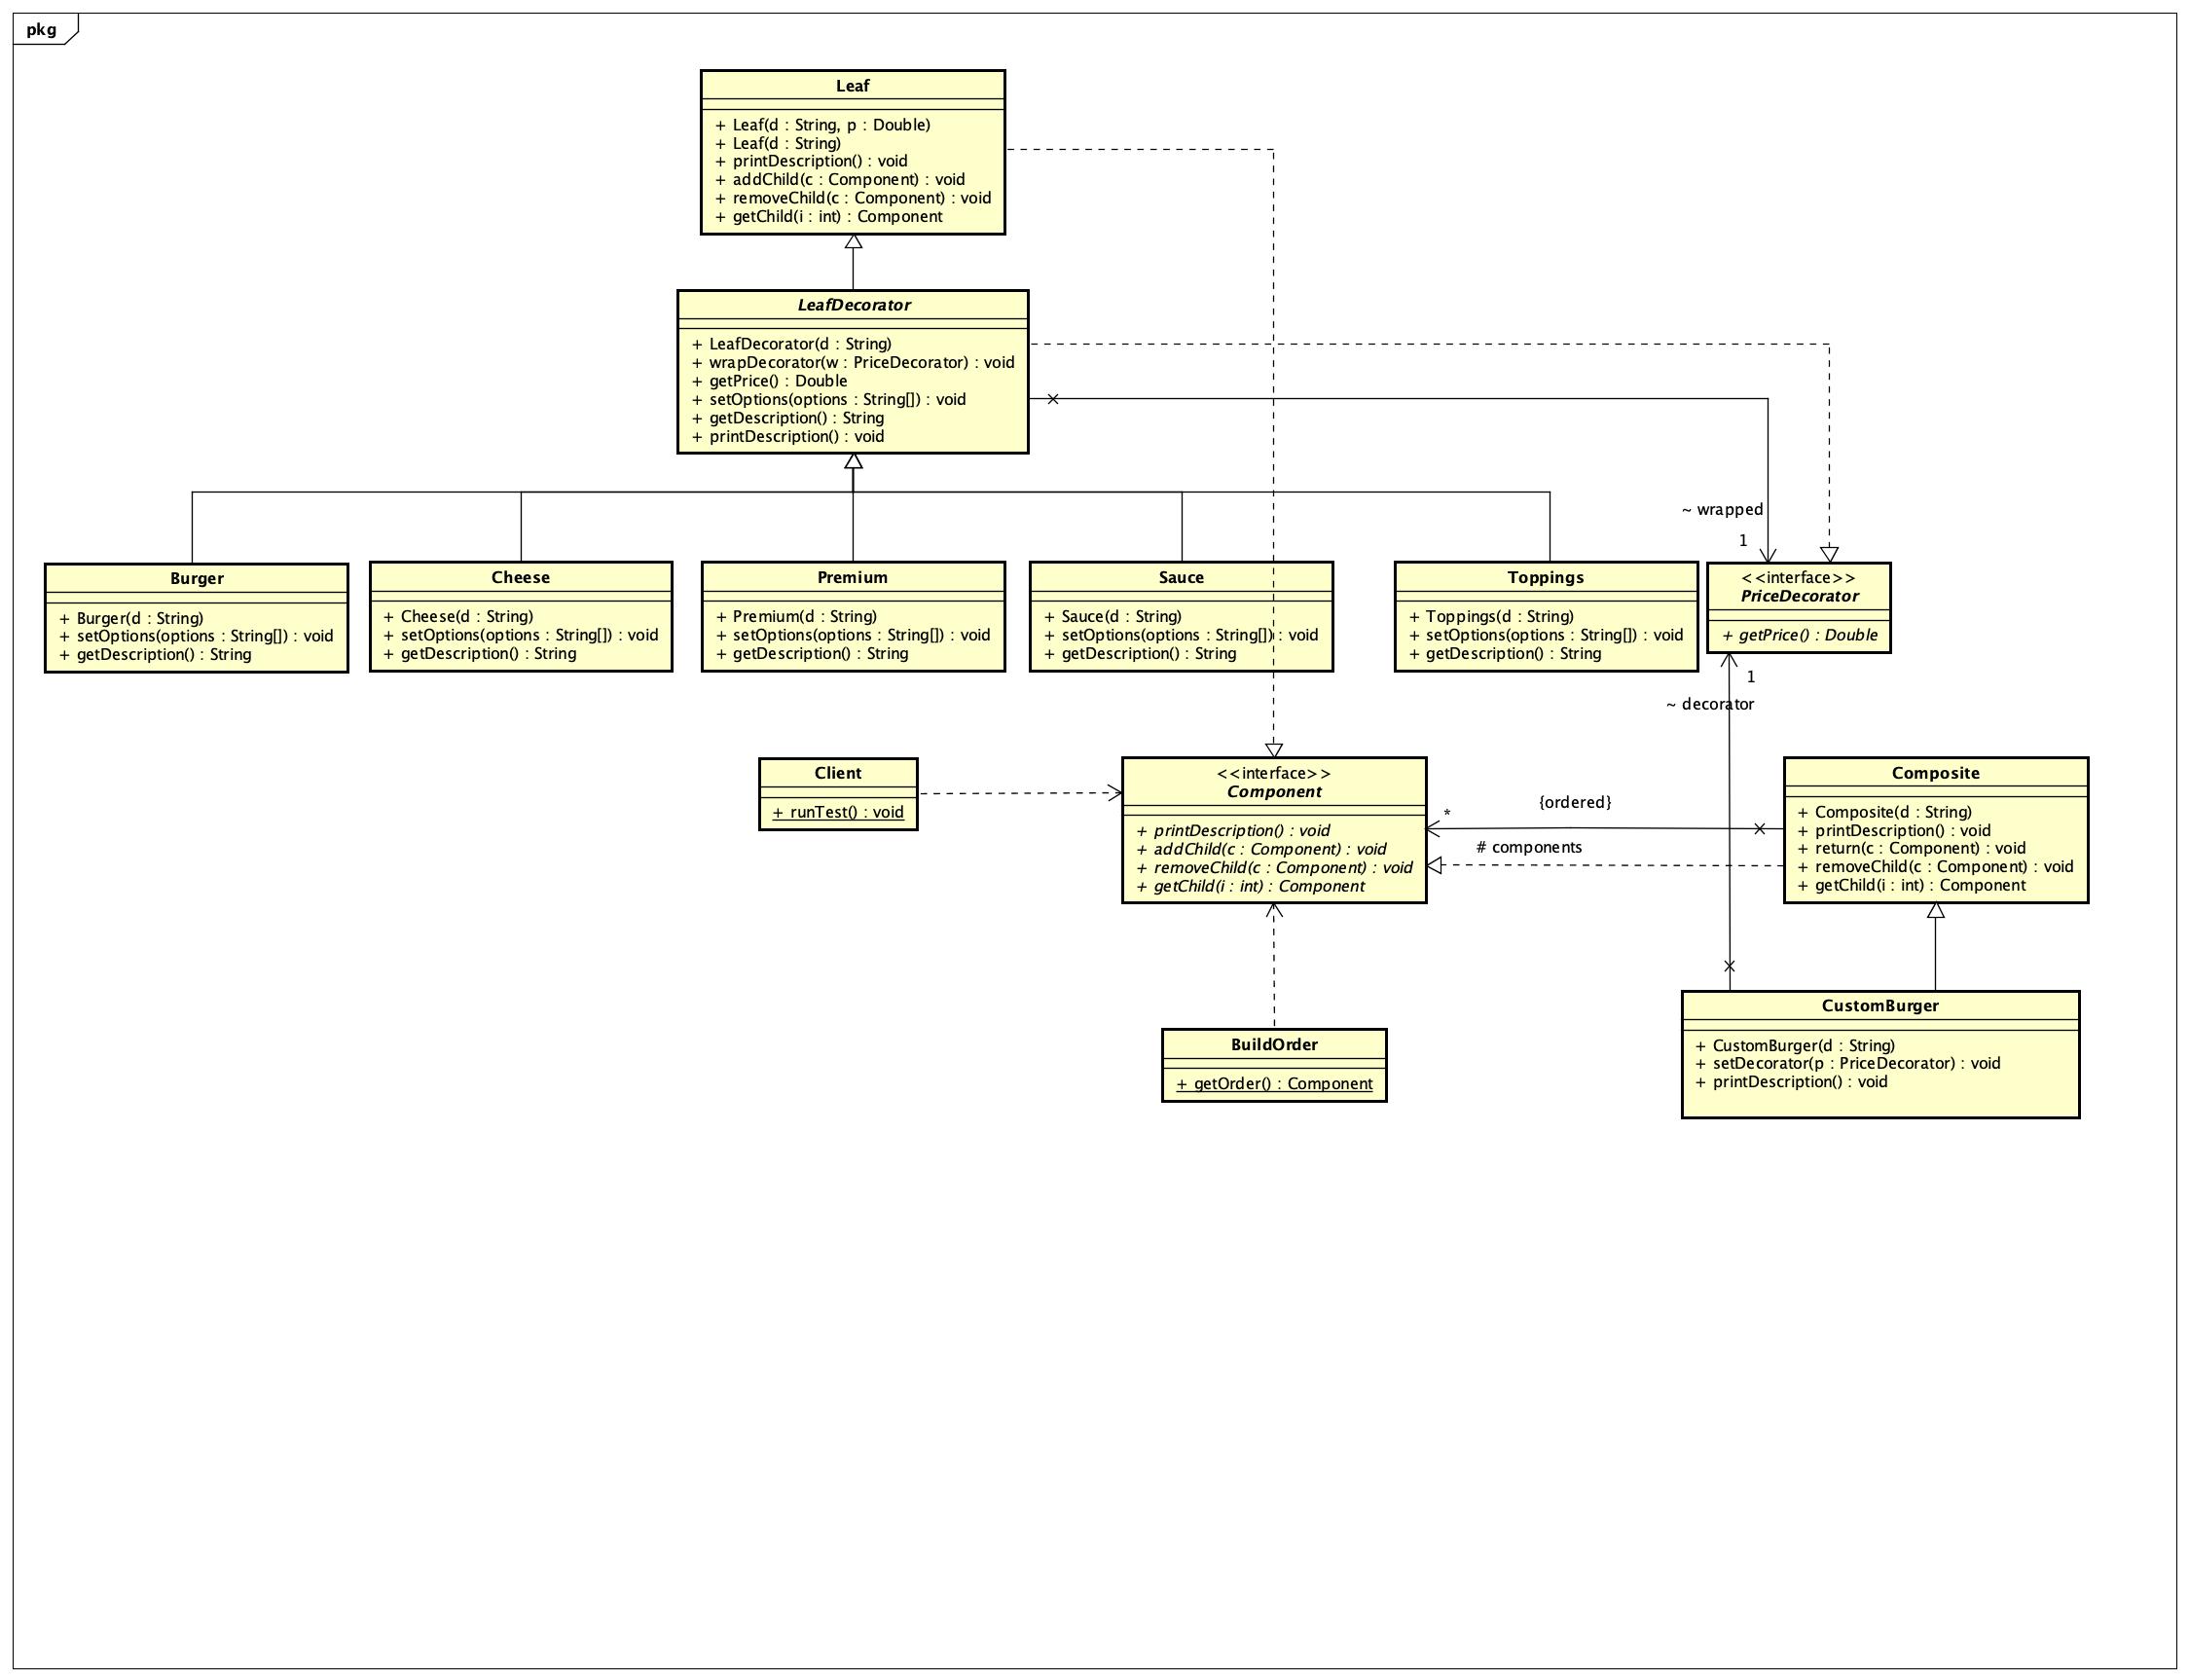 pkg
Leaf
+ Leaf(d : String, p : Double)
+ Leaf(d : String)
+ printDescription() : void
+ addChild(c : Component) : void
+ removeChild(c : Component) : void
+ getChild(i : int) : Component
LeafDecorator
+ LeafDecorator(d : String)
+ wrapDecorator(w : PriceDecorator) : void
+ getPrice() : Double
+ setOptions(options : String[]) : void
+ getDescription() : String
+ printDescription() : void
~ wrapped
1
Burger
+ Burger(d : String)
+ setOptions(options : String[]) : void
+ getDescription() : String
Cheese
+ Cheese(d : String)
+ setOptions(options : String[]) : void
+ getDescription() : String
Premium
+ Premium(d : String)
+ setOptions(options : String[]) : void
+ getDescription() : String
Sauce
+ Sauce(d : String)
+ setOptions(options : String[]) : void
+ getDescription() : String
Toppings
+ Toppings(d : String)
+ setOptions(options : String[]) : void
+ getDescription() : String
<<interface>>
PriceDecorator
+ getPrice() : Double
1
~ decorator
Client
+ runTest() : void
<<interface>>
Component
+ printDescription() : void
+ addChild(c : Component) : void
+ removeChild(c : Component) : void
+ getChild(i : int) : Component
{ordered}
*
# components
Composite
+ Composite(d : String)
+ printDescription() : void
+ return(c : Component) : void
+ removeChild(c : Component) : void
+ getChild(i : int) : Component
BuildOrder
+ getOrder() : Component
CustomBurger
+ CustomBurger(d : String)
+ setDecorator(p : PriceDecorator) : void
+ printDescription() : void